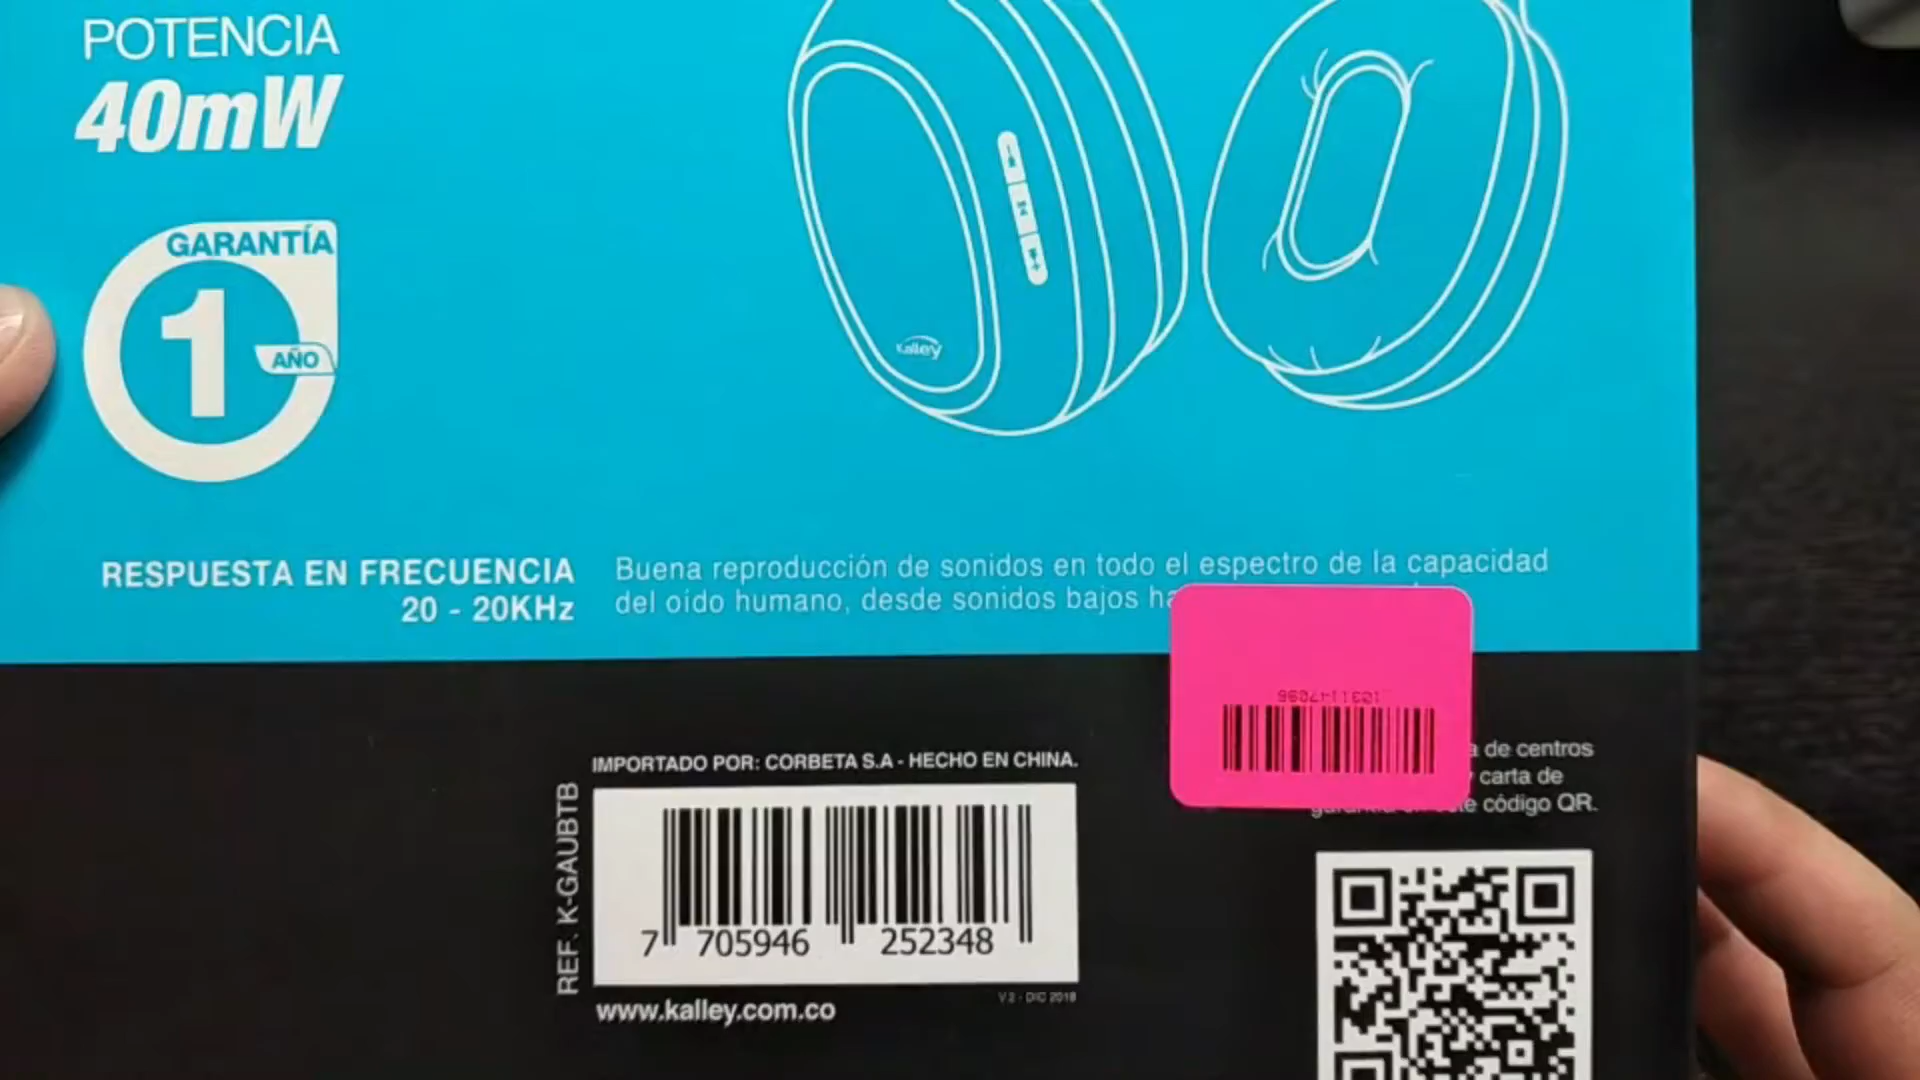 POTENCIA
40mW
GARANTÍA
1
AÑO
Kalley
RESPUESTA EN FRECUENCIA
20 - 20KHz
Buena reproducción de sonidos en todo el espectro de la capacidad
del oído humano, desde sonidos bajos
10311147096
de centros
carta de
código QR.
IMPORTADO POR: CORBETA S.A - HECHO EN CHINA.
REF. K-GAUBTB
7 705946 252348
www.kalley.com.co
V2 - DIC 2018